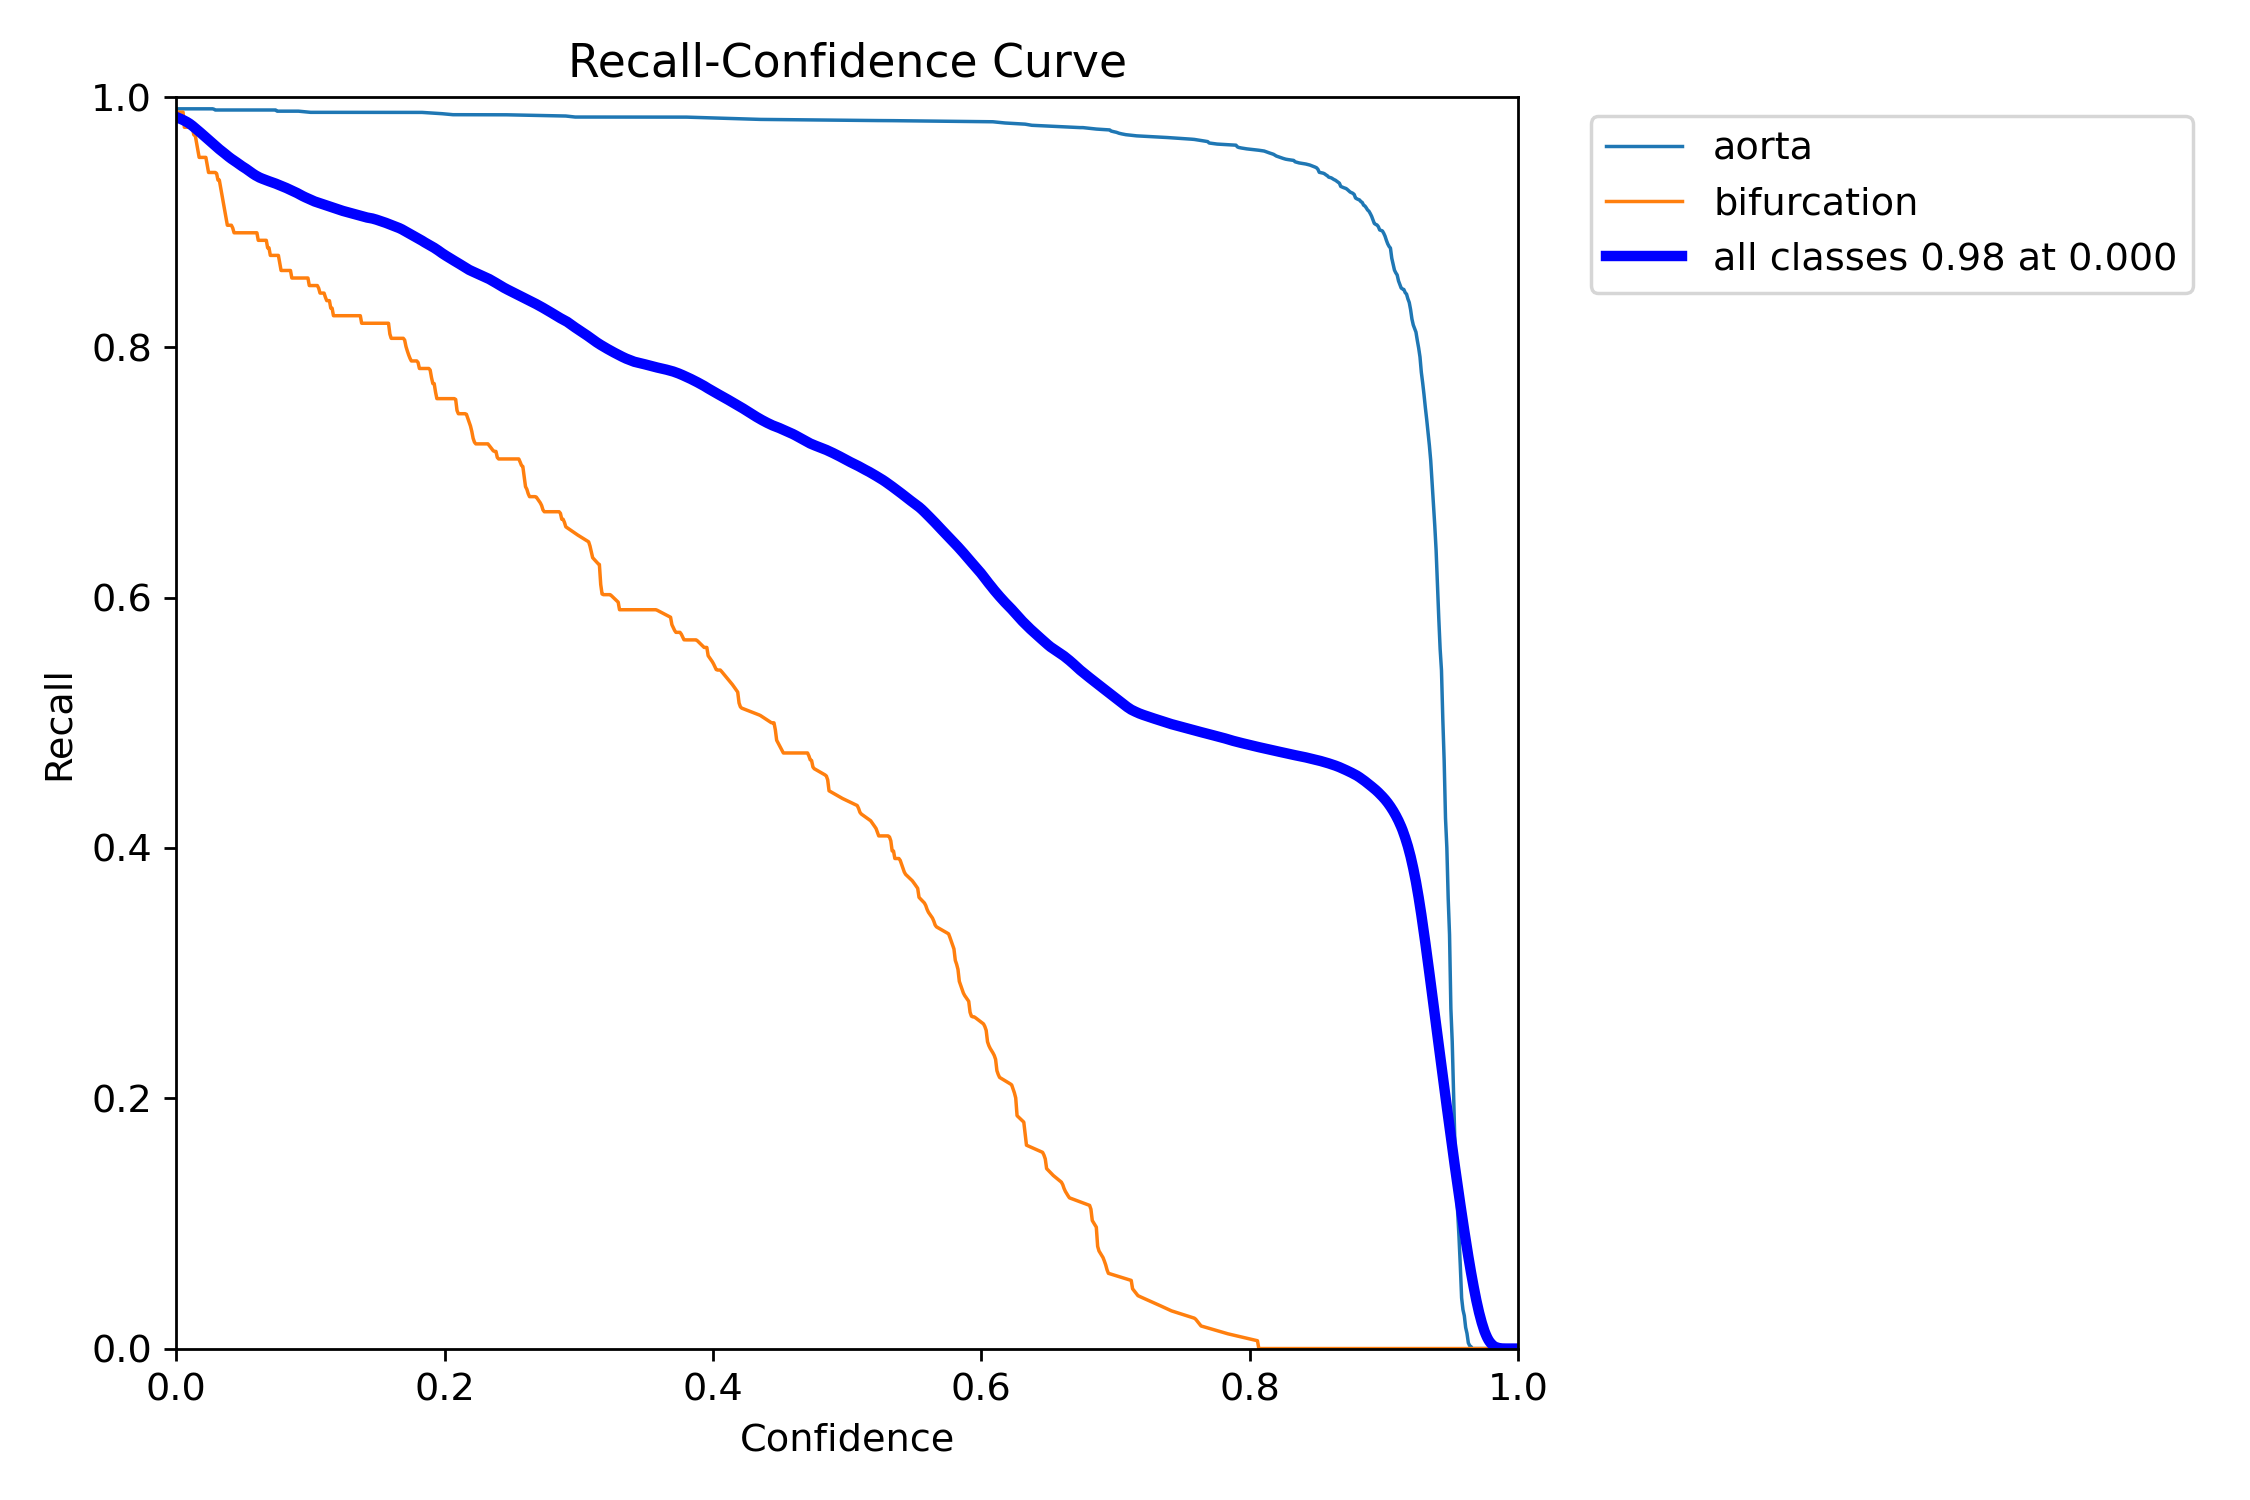 Recall-Confidence Curve
1.0
0.8
0.6
0.4
0.2
0.0
Recall
0.0 0.2 0.4 0.6 0.8 1.0
Confidence
aorta
bifurcation
all classes 0.98 at 0.000